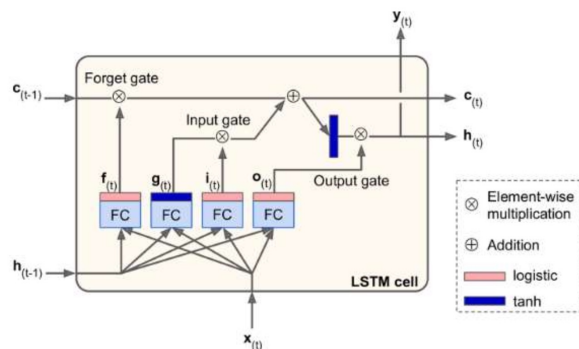 y(t)
Forget gate
c(t-1)
c(t)
Input gate
h(t)
f(t)
g(t)
i(t)
o(t)
Output gate
FC
FC
FC
FC
Element-wise
multiplication
Addition
h(t-1)
logistic
LSTM cell
tanh
x(t)